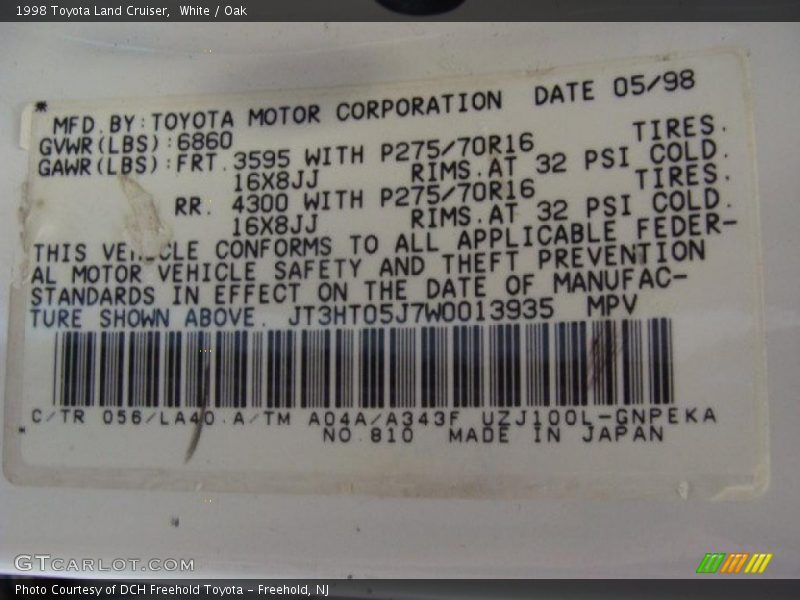 1998 Toyota Land Cruiser,  White / Oak
* MFD.BY:TOYOTA MOTOR CORPORATION DATE 05/98
GVWR(LBS):6860
GAWR(LBS):FRT.3595 WITH P275/70R16 TIRES.
16X8JJ RIMS.AT 32 PSI COLD.
RR. 4300 WITH P275/70R16 TIRES.
16X8JJ RIMS.AT 32 PSI COLD.
THIS VEHICLE CONFORMS TO ALL APPLICABLE FEDER-
AL MOTOR VEHICLE SAFETY AND THEFT PREVENTION
STANDARDS IN EFFECT ON THE DATE OF MANUFAC-
TURE SHOWN ABOVE. JT3HT05J7W0013935 MPV
C/TR 056/LA40.A/TM A04A/A343F UZJ100L-GNPEKA
NO.810 MADE IN JAPAN
GTCARLOT.COM
Photo Courtesy of DCH Freehold Toyota - Freehold, NJ